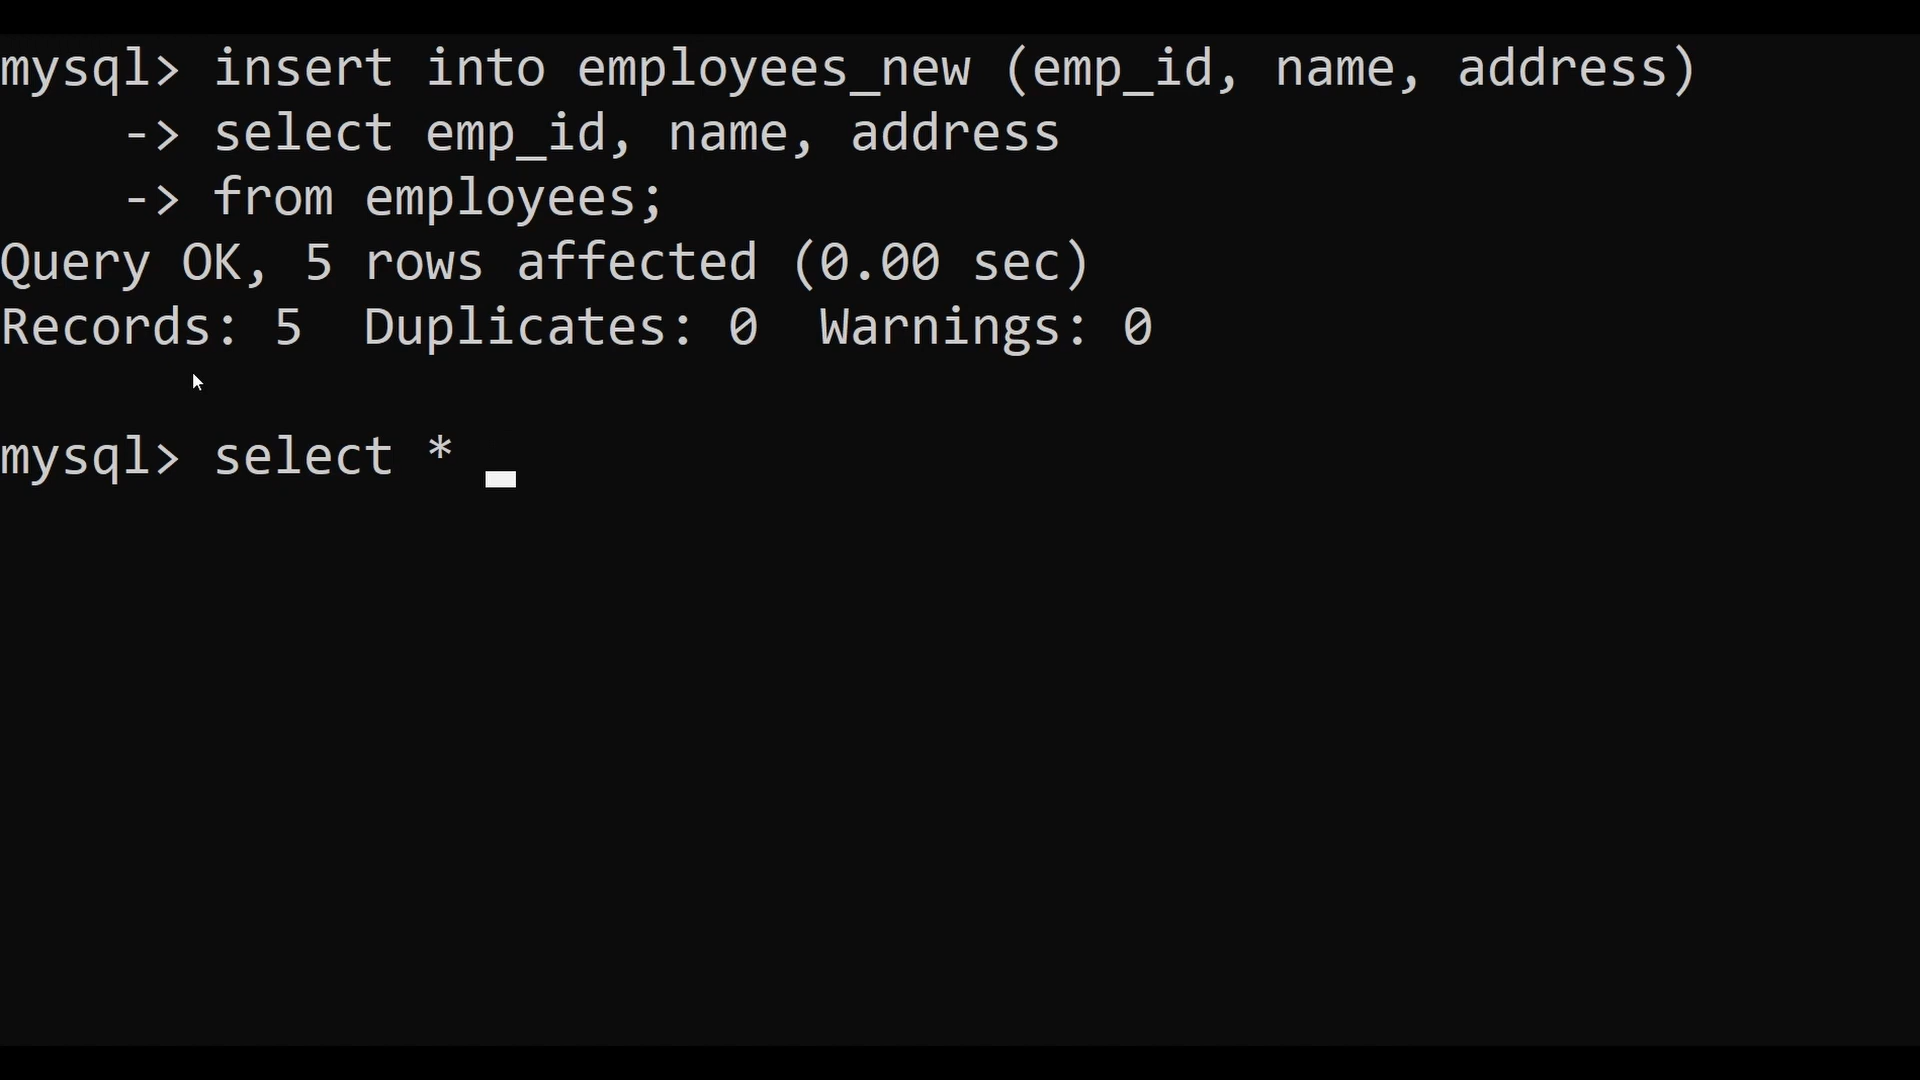 mysql> insert into employees_new (emp_id, name, address)
-> select emp_id, name, address
-> from employees;
Query OK, 5 rows affected (0.00 sec)
Records: 5  Duplicates: 0  Warnings: 0
mysql> select *